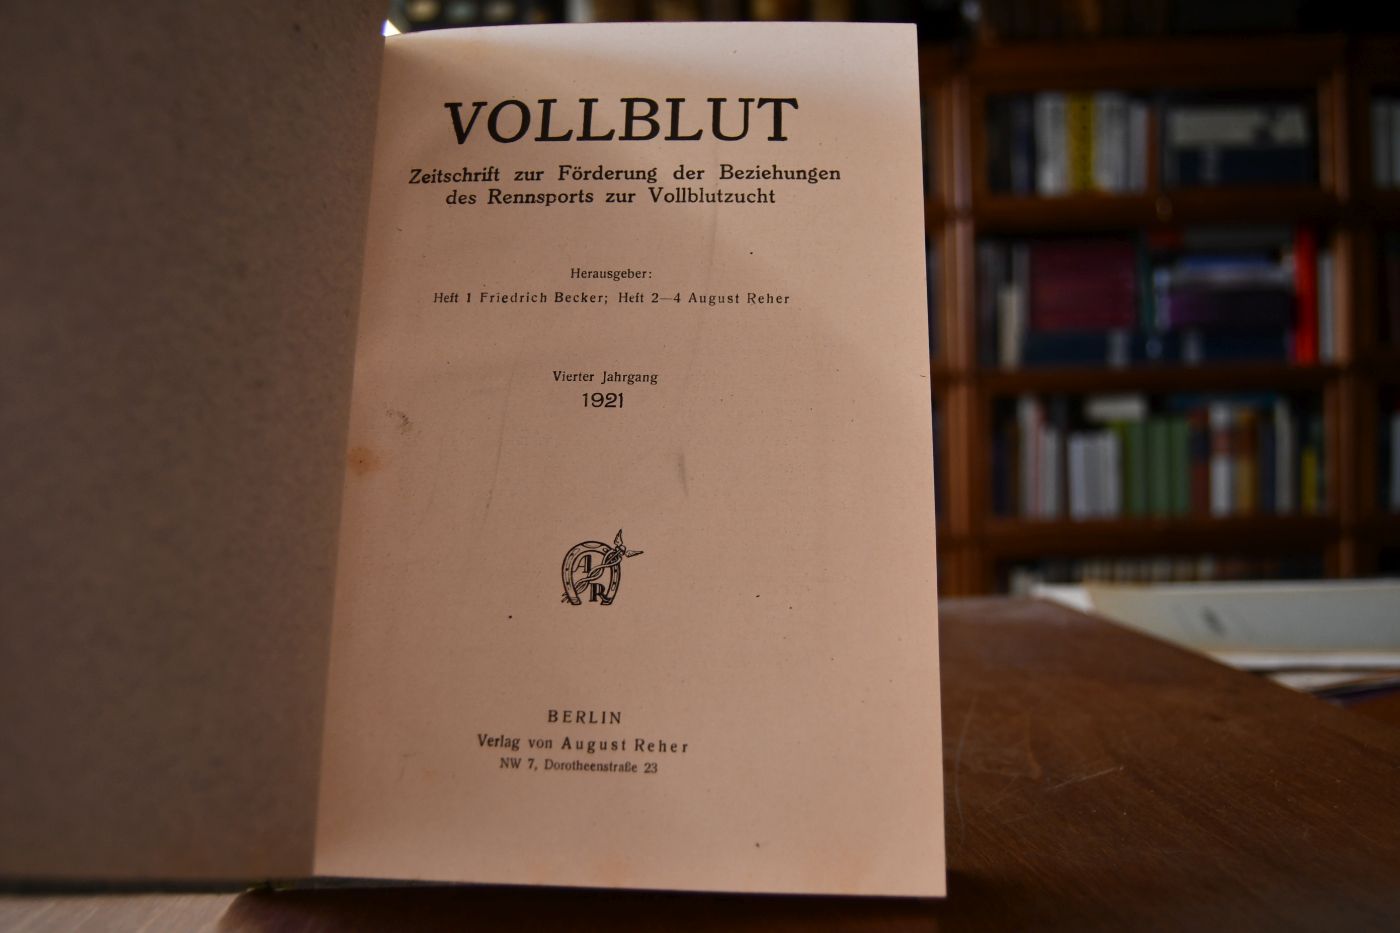 VOLLBLUT
Zeitschrift zur Förderung der Beziehungen
des Rennsports zur Vollblutzucht
Herausgeber:
Heft 1 Friedrich Becker; Heft 2—4 August Reher
Vierter Jahrgang
1921
A
R
BERLIN
Verlag von August Reher
NW 7, Dorotheenstraße 23